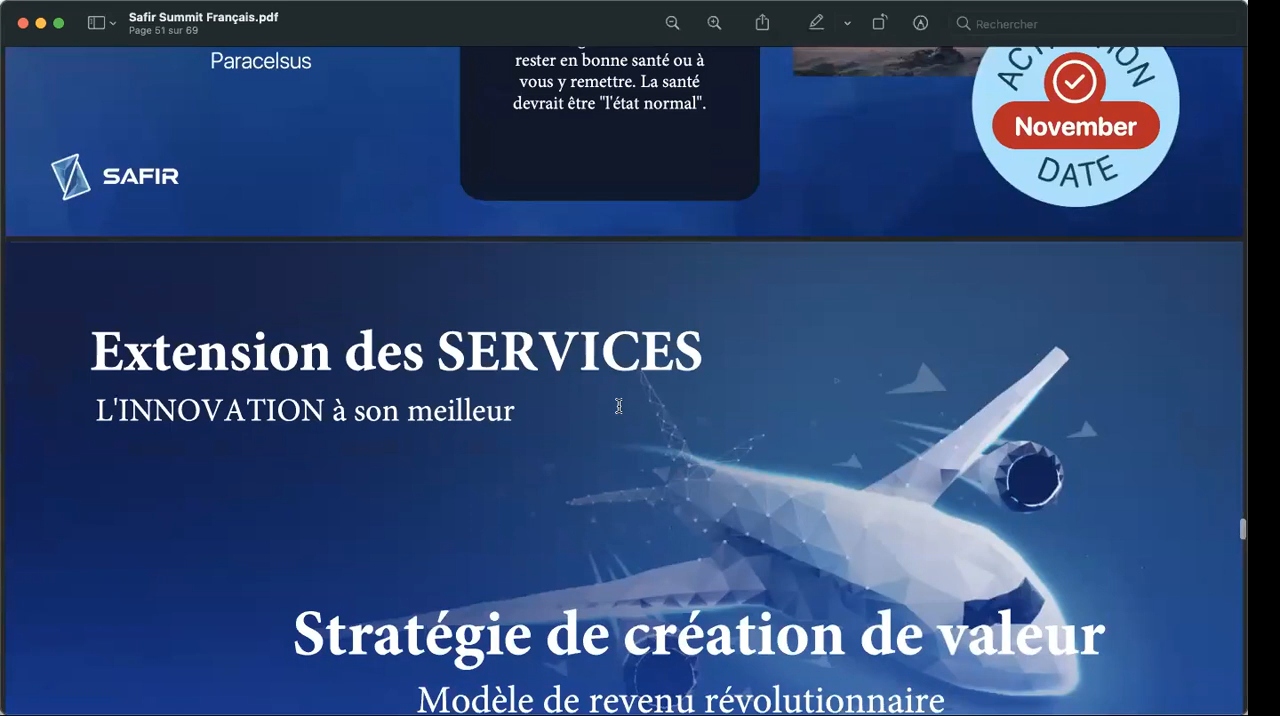 Safir Summit Français.pdf
Page 51 sur 69
Rechercher
Paracelsus
rester en bonne santé ou à
vous y remettre. La santé
devrait être "l'état normal".
November
DATE
SAFIR
Extension des SERVICES
L'INNOVATION à son meilleur
Stratégie de création de valeur
Modèle de revenu révolutionnaire